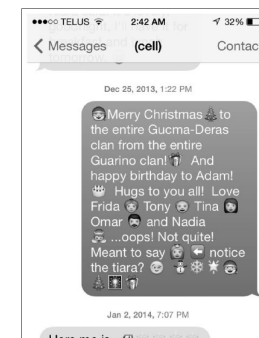 TELUS 2:42 AM 32%
Messages (cell) Contac
Dec 25, 2013, 1:22 PM
🎅Merry Christmas🎄to
the entire Gucma-Deras
clan from the entire
Guarino clan! And
happy birthday to Adam!
🎂 Hugs to you all! Love
Frida Tony Tina
Omar and Nadia
...oops! Not quite!
Meant to say ⬅ notice
the tiara?
Jan 2, 2014, 7:07 PM